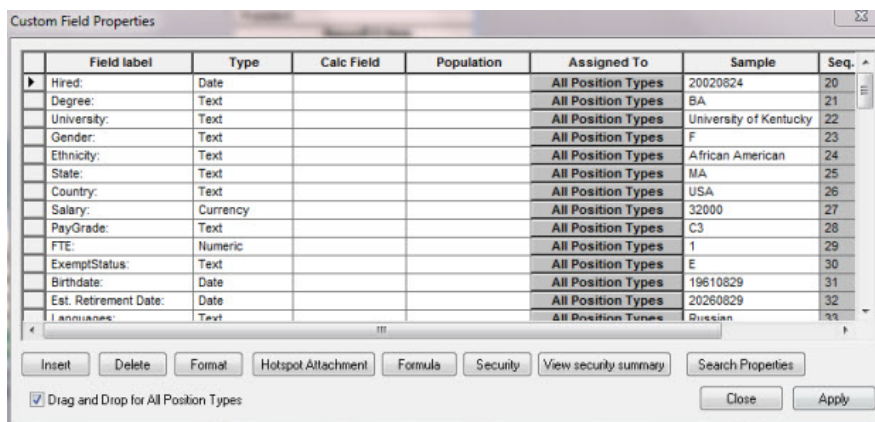 Custom Field Properties
Field label Type Calc Field Population Assigned To Sample Seq.
Hired: Date All Position Types 20020824 20
Degree: Text All Position Types BA 21
University: Text All Position Types University of Kentucky 22
Gender: Text All Position Types F 23
Ethnicity: Text All Position Types African American 24
State: Text All Position Types MA 25
Country: Text All Position Types USA 26
Salary: Currency All Position Types 32000 27
PayGrade: Text All Position Types C3 28
FTE: Numeric All Position Types 1 29
ExemptStatus: Text All Position Types E 30
Birthdate: Date All Position Types 19610829 31
Est. Retirement Date: Date All Position Types 20260829 32
Languages: Text All Position Types Russian 33
Insert Delete Format Hotspot Attachment Formula Security View security summary Search Properties
Drag and Drop for All Position Types Close Apply